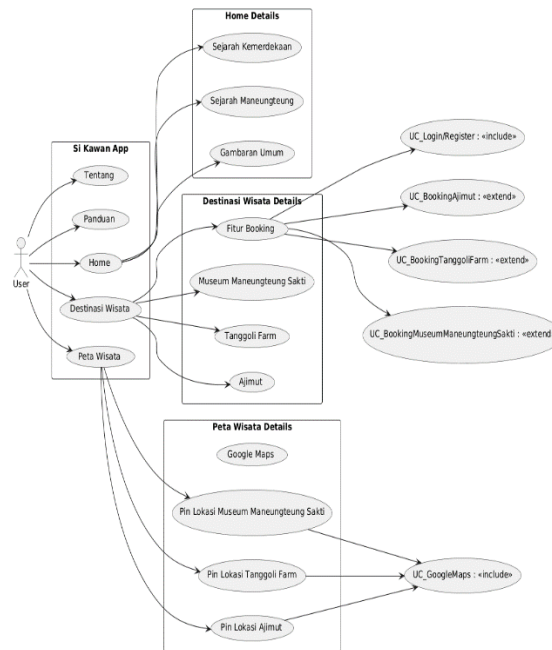 Home Details
Sejarah Kemerdekaan
Sejarah Maneungteung
Gambaran Umum
Si Kawan App
Tentang
Panduan
Home
Destinasi Wisata
Peta Wisata
User
Destinasi Wisata Details
Fitur Booking
Museum Maneungteung Sakti
Tanggoli Farm
Ajimut
UC_Login/Register : «include»
UC_BookingAjimut : «extend»
UC_BookingTanggoliFarm : «extend»
UC_BookingMuseumManeungteungSakti : «extend»
Peta Wisata Details
Google Maps
Pin Lokasi Museum Maneungteung Sakti
Pin Lokasi Tanggoli Farm
Pin Lokasi Ajimut
UC_GoogleMaps : «include»